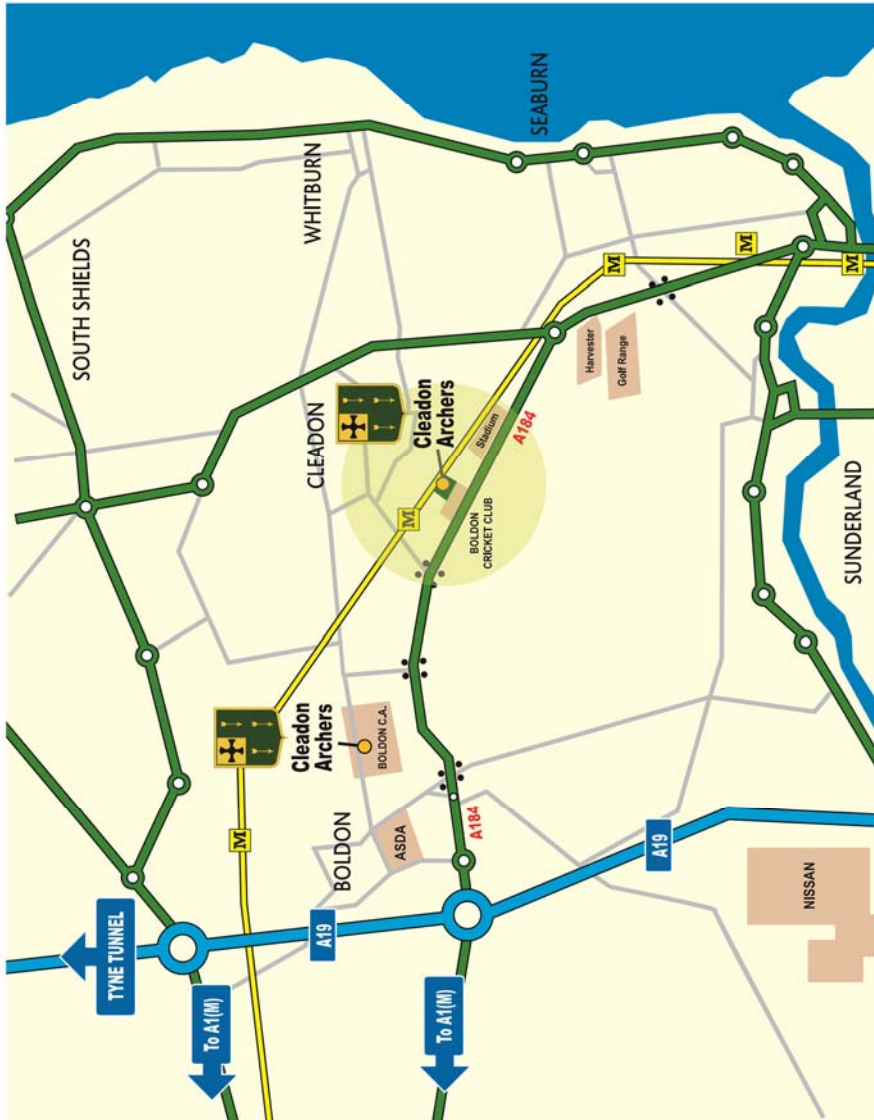 SOUTH SHIELDS
WHITBURN
SEABURN
CLEADON
Cleadon
Archers
M
M
M
M
M
Stadium
A184
Harvester
Golf Range
BOLDON
CRICKET CLUB
Cleadon
Archers
BOLDON C.A.
BOLDON
ASDA
A184
SUNDERLAND
TYNE TUNNEL
A19
A19
To A1(M)
To A1(M)
NISSAN